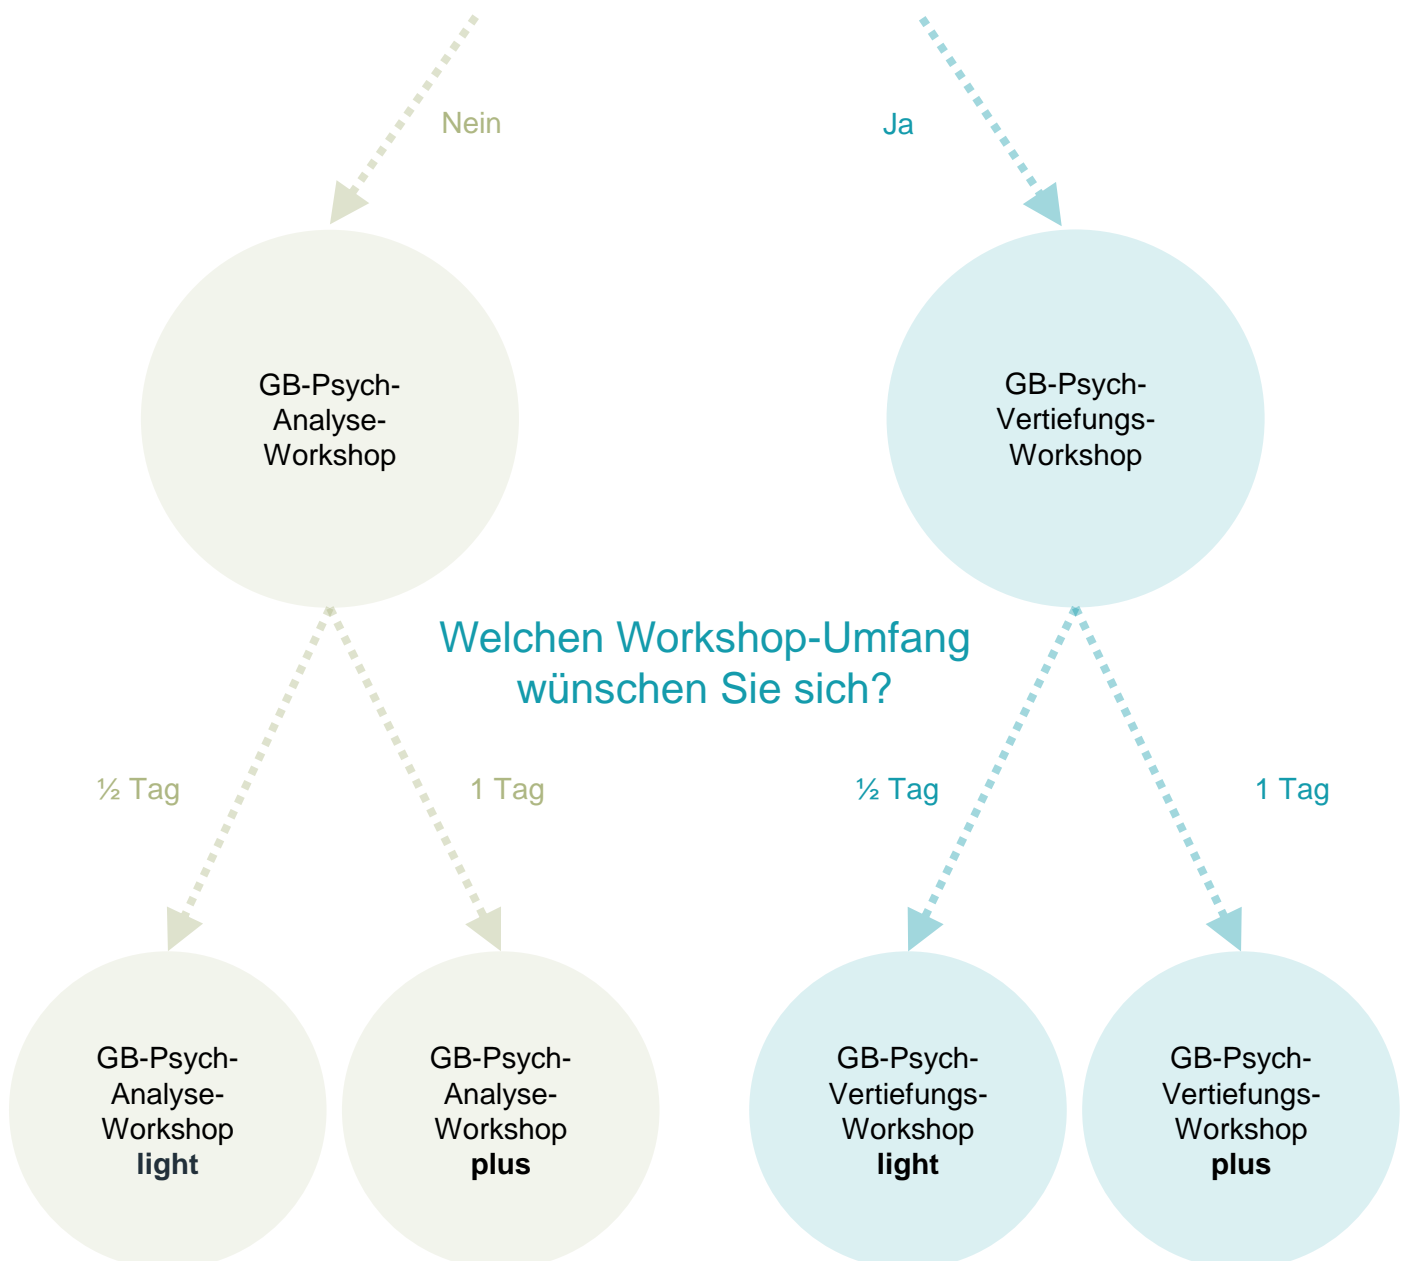 Nein
Ja
GB-Psych-
Analyse-
Workshop
GB-Psych-
Vertiefungs-
Workshop
Welchen Workshop-Umfang
wünschen Sie sich?
½ Tag
1 Tag
½ Tag
1 Tag
GB-Psych-
Analyse-
Workshop
light
GB-Psych-
Analyse-
Workshop
plus
GB-Psych-
Vertiefungs-
Workshop
light
GB-Psych-
Vertiefungs-
Workshop
plus